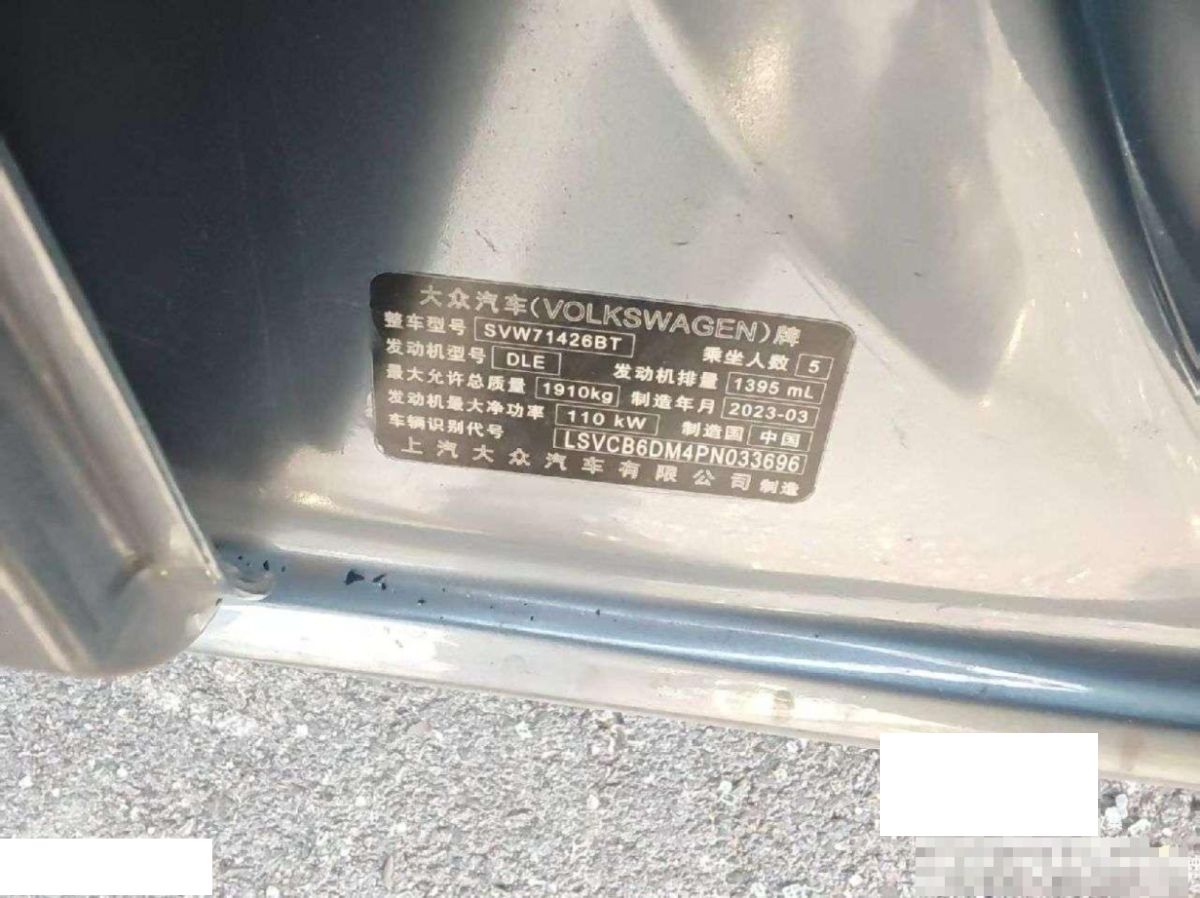 大众汽车(VOLKSWAGEN)牌
整车型号 SVW71426BT 乘坐人数 5
发动机型号 DLE 发动机排量 1395 mL
最大允许总质量 1910kg 制造年月 2023-03
发动机最大净功率 110 kW 制造国 中国
车辆识别代号 LSVCB6DM4PN033696
上汽大众汽车有限公司 制造